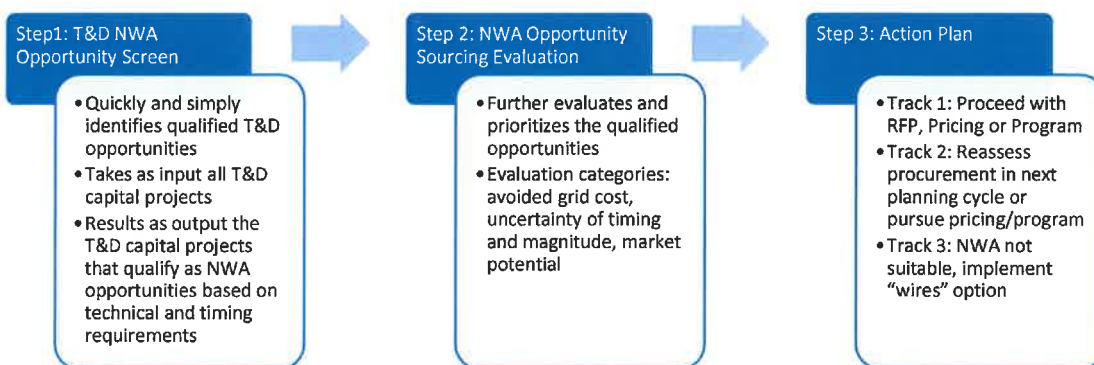 Step1: T&D NWA
Opportunity Screen
• Quickly and simply
identifies qualified T&D
opportunities
• Takes as input all T&D
capital projects
• Results as output the
T&D capital projects
that qualify as NWA
opportunities based on
technical and timing
requirements
Step 2: NWA Opportunity
Sourcing Evaluation
• Further evaluates and
prioritizes the qualified
opportunities
• Evaluation categories:
avoided grid cost,
uncertainty of timing
and magnitude, market
potential
Step 3: Action Plan
• Track 1: Proceed with
RFP, Pricing or Program
• Track 2: Reassess
procurement in next
planning cycle or
pursue pricing/program
• Track 3: NWA not
suitable, implement
“wires” option